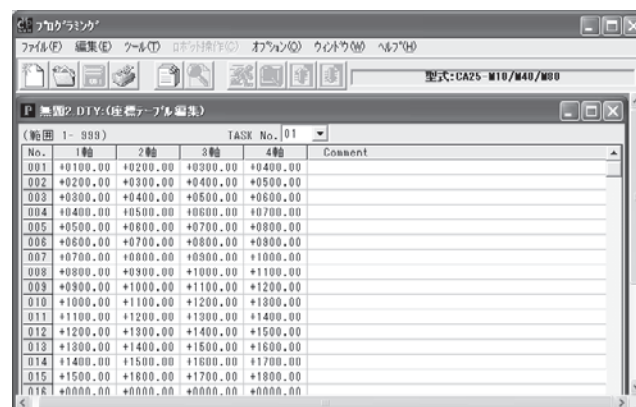 プログラミング
ファイル(F) 編集(E) ツール(T) ロボット操作(C) オプション(O) ウィンドウ(W) ヘルプ(H)
型式:CA25-M10/M40/M80
無題2.DTY:(座標テーブル編集)
(範囲 1- 999) TASK No. 01
No. 1軸 2軸 3軸 4軸 Comment
001 +0100.00 +0200.00 +0300.00 +0400.00
002 +0200.00 +0300.00 +0400.00 +0500.00
003 +0300.00 +0400.00 +0500.00 +0600.00
004 +0400.00 +0500.00 +0600.00 +0700.00
005 +0500.00 +0600.00 +0700.00 +0800.00
006 +0600.00 +0700.00 +0800.00 +0900.00
007 +0700.00 +0800.00 +0900.00 +1000.00
008 +0800.00 +0900.00 +1000.00 +1100.00
009 +0900.00 +1000.00 +1100.00 +1200.00
010 +1000.00 +1100.00 +1200.00 +1300.00
011 +1100.00 +1200.00 +1300.00 +1400.00
012 +1200.00 +1300.00 +1400.00 +1500.00
013 +1300.00 +1400.00 +1500.00 +1600.00
014 +1400.00 +1500.00 +1600.00 +1700.00
015 +1500.00 +1600.00 +1700.00 +1800.00
016 +0000.00 +0000.00 +0000.00 +0000.00